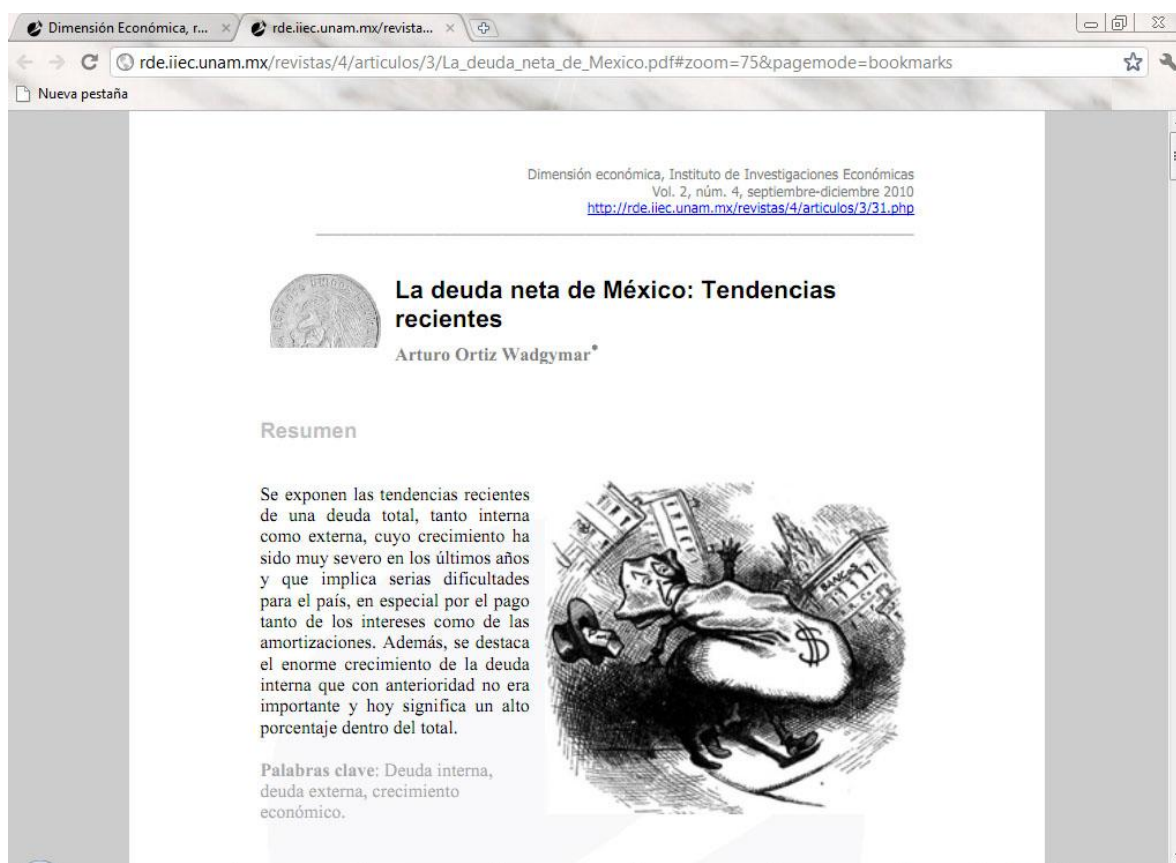 Dimensión Económica, r...
rde.iiec.unam.mx/revista...
rde.iiec.unam.mx/revistas/4/articulos/3/La_deuda_neta_de_Mexico.pdf#zoom=75&pagemode=bookmarks
Nueva pestaña
Dimensión económica, Instituto de Investigaciones Económicas
Vol. 2, núm. 4, septiembre-diciembre 2010
http://rde.iiec.unam.mx/revistas/4/articulos/3/31.php
La deuda neta de México: Tendencias
recientes
Arturo Ortiz Wadgymar•
Resumen
Se exponen las tendencias recientes
de una deuda total, tanto interna
como externa, cuyo crecimiento ha
sido muy severo en los últimos años
y que implica serias dificultades
para el país, en especial por el pago
tanto de los intereses como de las
amortizaciones. Además, se destaca
el enorme crecimiento de la deuda
interna que con anterioridad no era
importante y hoy significa un alto
porcentaje dentro del total.
$
Palabras clave: Deuda interna,
deuda externa, crecimiento
económico.